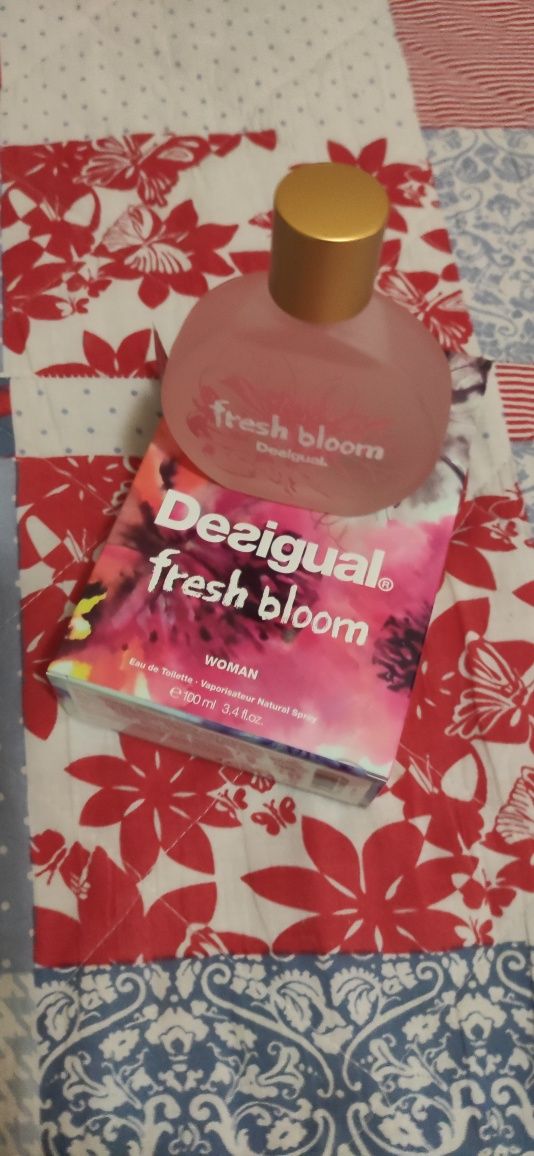 fresh bloom
Desigual.
Desigual®
fresh bloom
WOMAN
Eau de Toilette · Vaporisateur Natural Spray
℮100 ml 3.4 fl.oz.